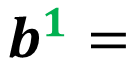 b¹ =